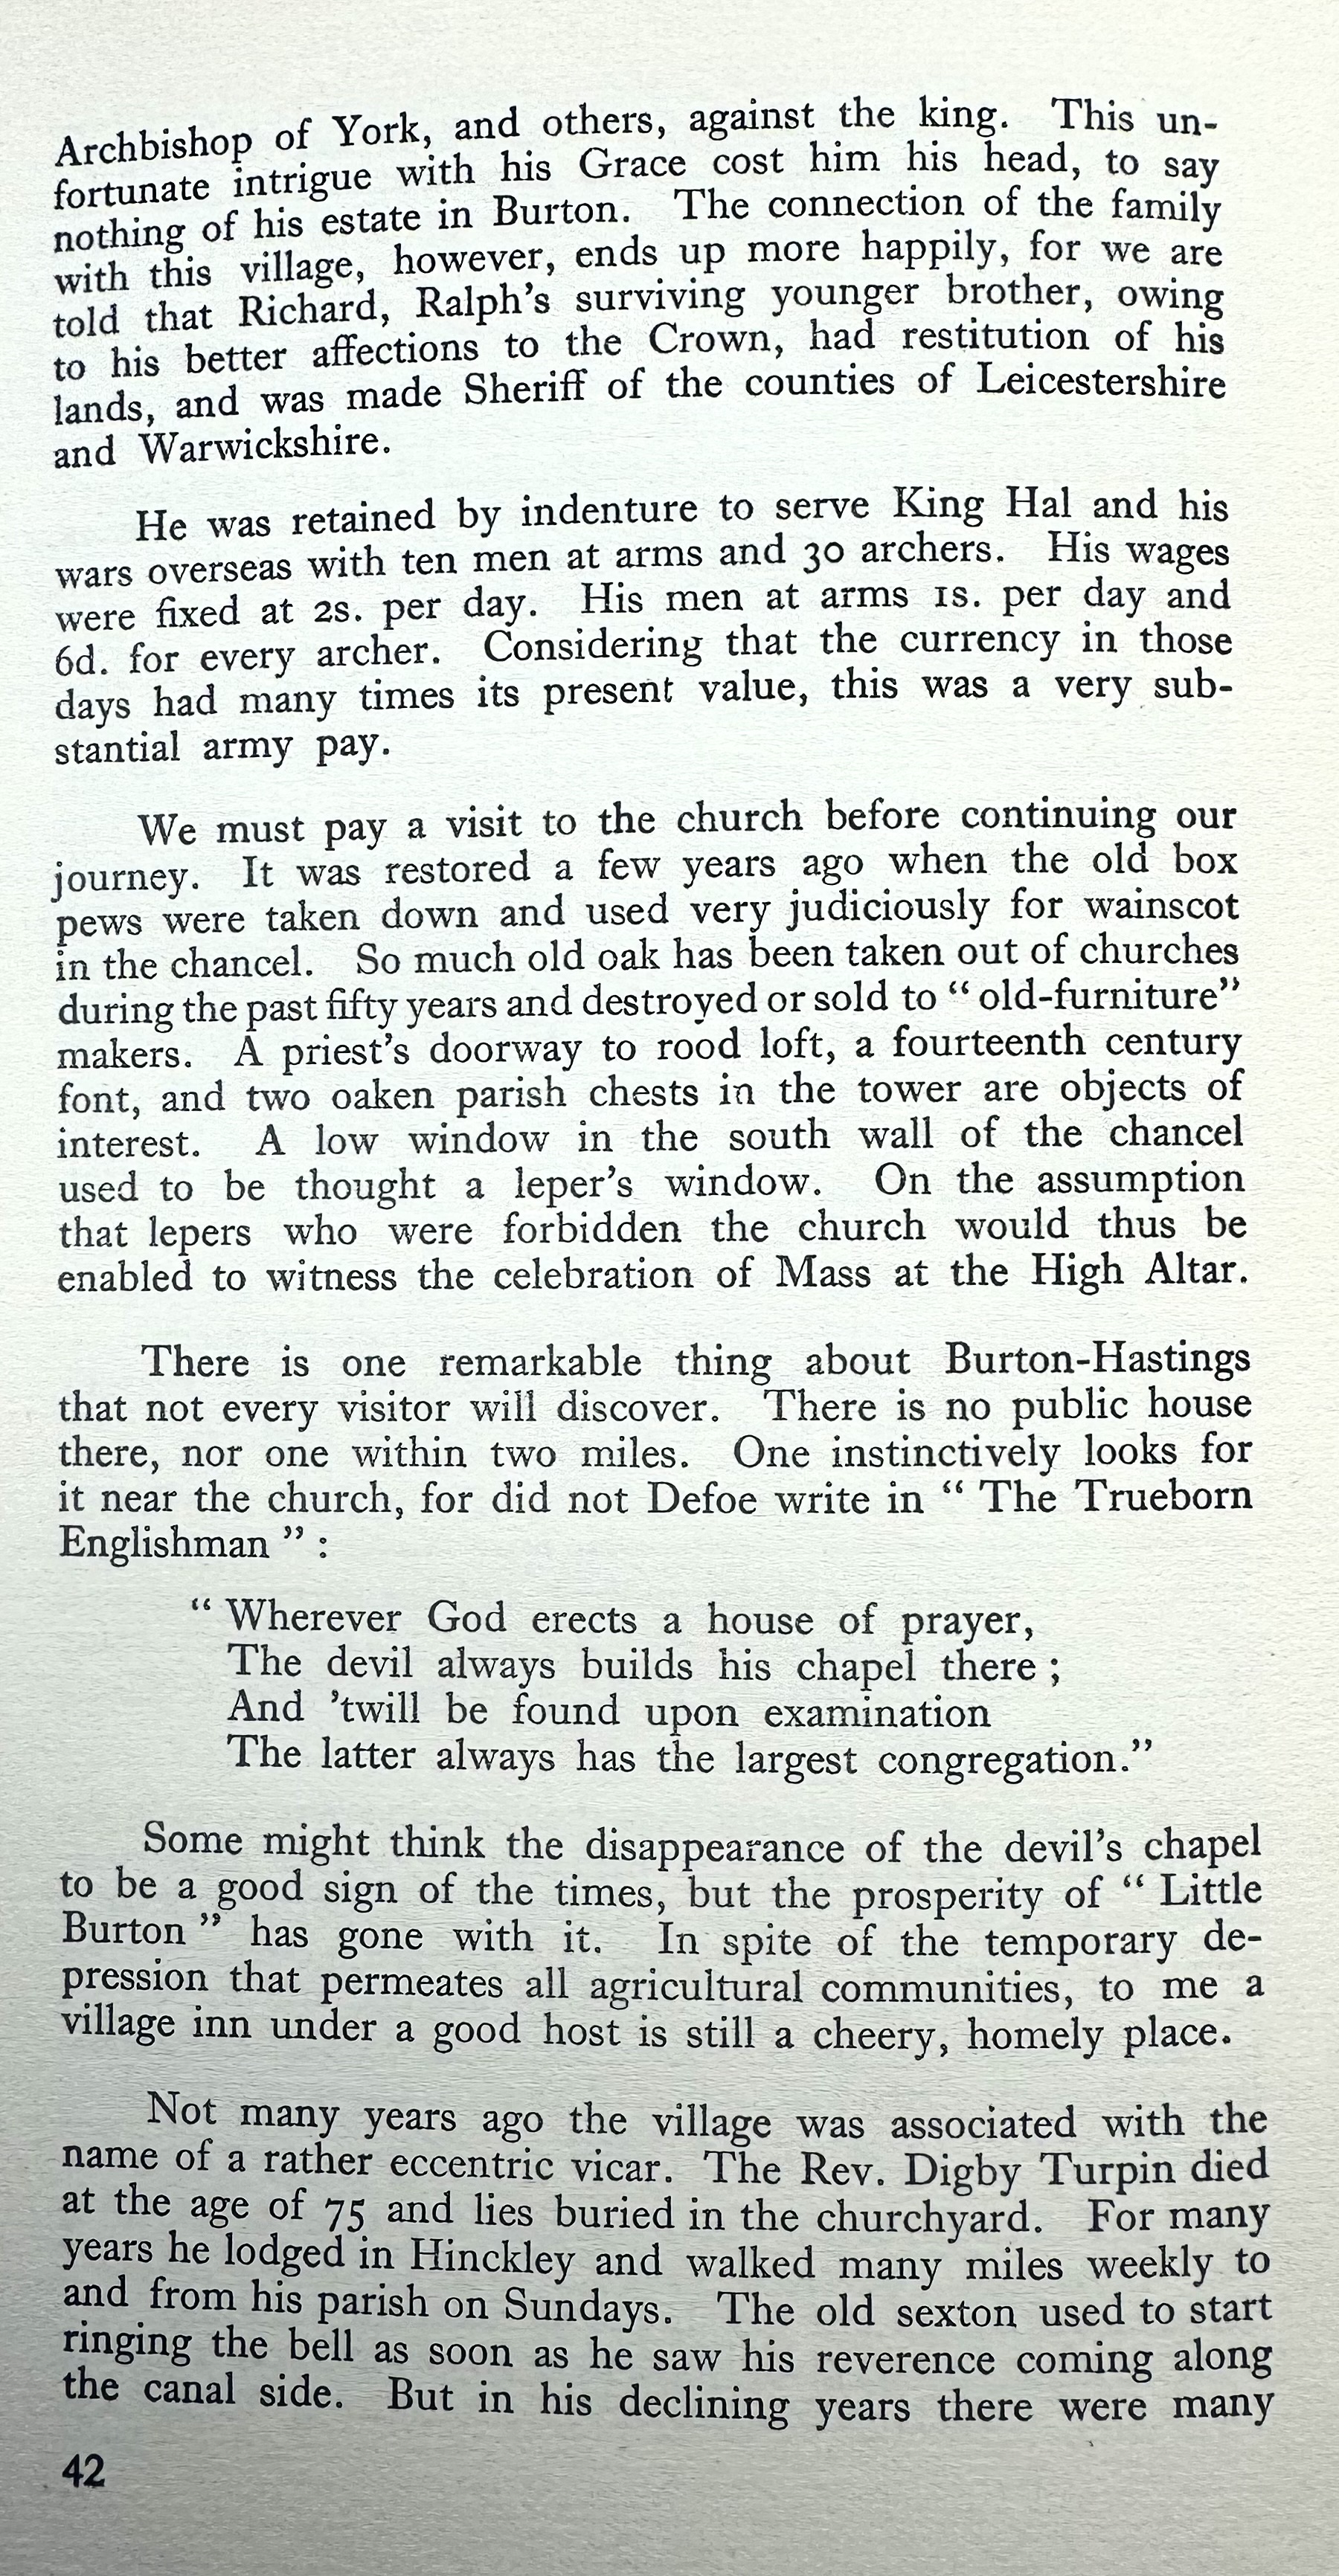 Archbishop of York, and others, against the king. This un-
fortunate intrigue with his Grace cost him his head, to say
nothing of his estate in Burton. The connection of the family
with this village, however, ends up more happily, for we are
told that Richard, Ralph's surviving younger brother, owing
to his better affections to the Crown, had restitution of his
lands, and was made Sheriff of the counties of Leicestershire
and Warwickshire.
He was retained by indenture to serve King Hal and his
wars overseas with ten men at arms and 30 archers. His wages
were fixed at 2s. per day. His men at arms 1s. per day and
6d. for every archer. Considering that the currency in those
days had many times its present value, this was a very sub-
stantial army pay.
We must pay a visit to the church before continuing our
journey. It was restored a few years ago when the old box
pews were taken down and used very judiciously for wainscot
in the chancel. So much old oak has been taken out of churches
during the past fifty years and destroyed or sold to " old-furniture"
makers. A priest's doorway to rood loft, a fourteenth century
font, and two oaken parish chests in the tower are objects of
interest. A low window in the south wall of the chancel
used to be thought a leper's window. On the assumption
that lepers who were forbidden the church would thus be
enabled to witness the celebration of Mass at the High Altar.
There is one remarkable thing about Burton-Hastings
that not every visitor will discover. There is no public house
there, nor one within two miles. One instinctively looks for
it near the church, for did not Defoe write in " The Trueborn
Englishman " :
" Wherever God erects a house of prayer,
The devil always builds his chapel there ;
And 'twill be found upon examination
The latter always has the largest congregation."
Some might think the disappearance of the devil's chapel
to be a good sign of the times, but the prosperity of " Little
Burton " has gone with it. In spite of the temporary de-
pression that permeates all agricultural communities, to me a
village inn under a good host is still a cheery, homely place.
Not many years ago the village was associated with the
name of a rather eccentric vicar. The Rev. Digby Turpin died
at the age of 75 and lies buried in the churchyard. For many
years he lodged in Hinckley and walked many miles weekly to
and from his parish on Sundays. The old sexton used to start
ringing the bell as soon as he saw his reverence coming along
the canal side. But in his declining years there were many
42